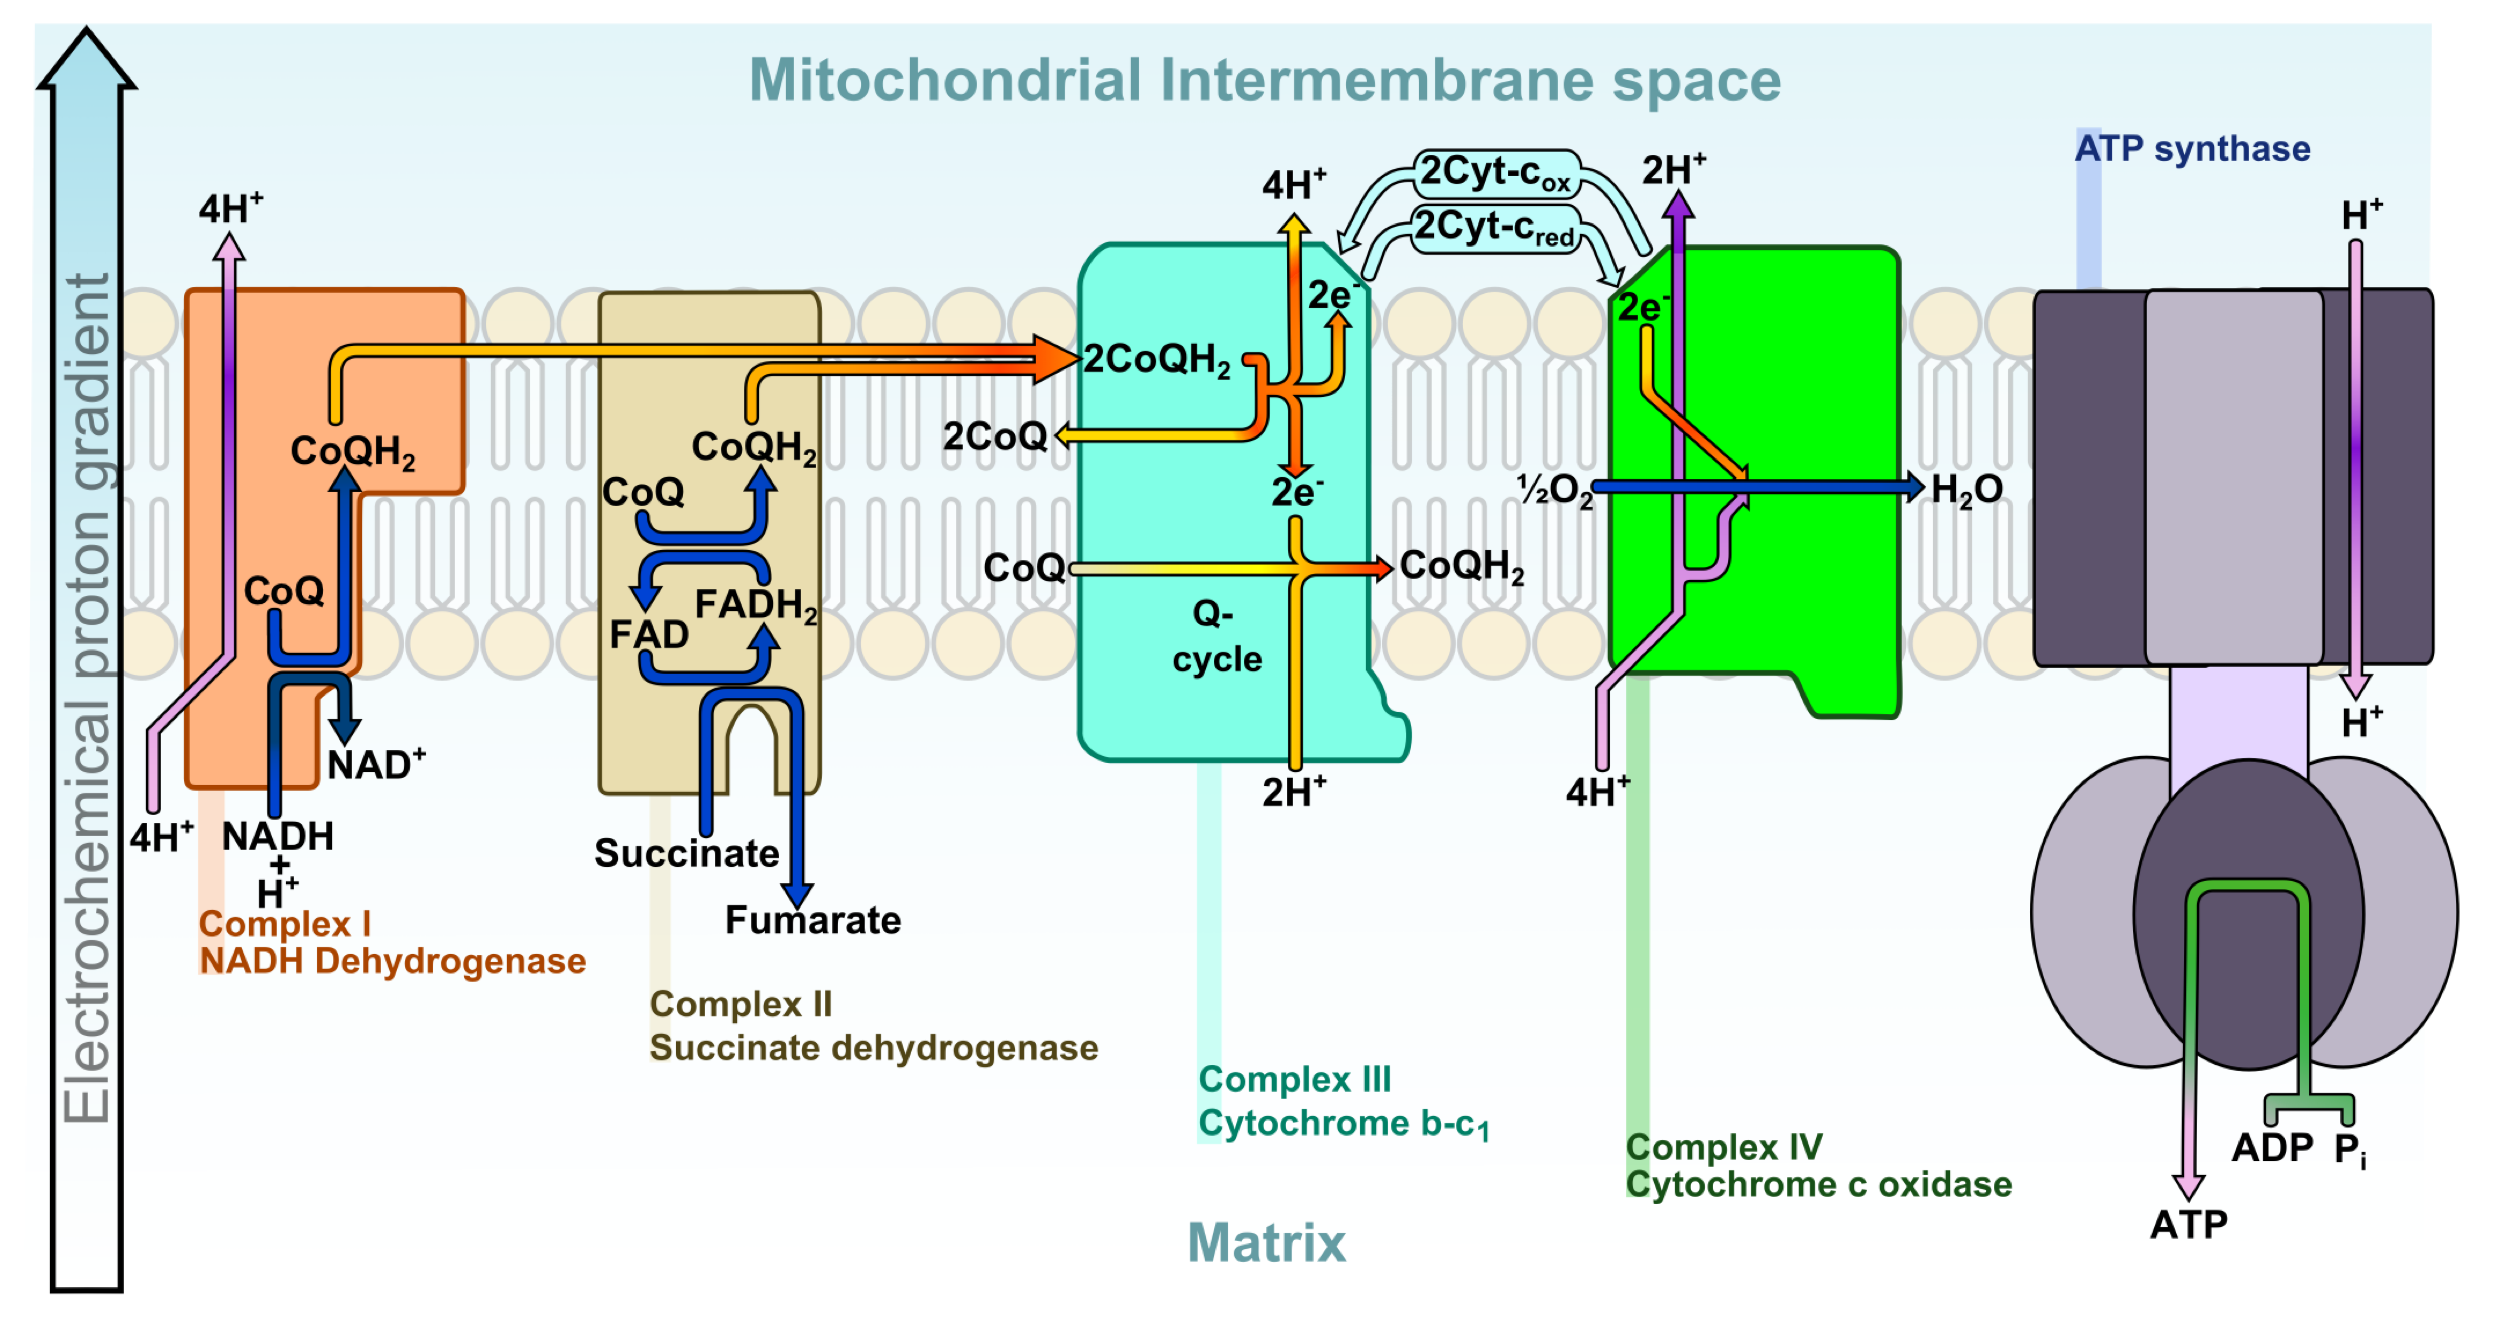 Mitochondrial Intermembrane space
Electrochemical proton gradient
4H⁺
CoQH₂
CoQ
NAD⁺
4H⁺
NADH
+
H⁺
Complex I
NADH Dehydrogenase
CoQH₂
CoQ
FADH₂
FAD
Succinate
Fumarate
Complex II
Succinate dehydrogenase
4H⁺
2e⁻
2CoQH₂
2CoQ
2e⁻
CoQ
CoQH₂
Q-
cycle
2H⁺
Complex III
Cytochrome b-c₁
2Cyt-cox
2Cyt-cred
2H⁺
2e⁻
½O₂
H₂O
4H⁺
Complex IV
Cytochrome c oxidase
ATP synthase
H⁺
H⁺
ADP
Pi
ATP
Matrix